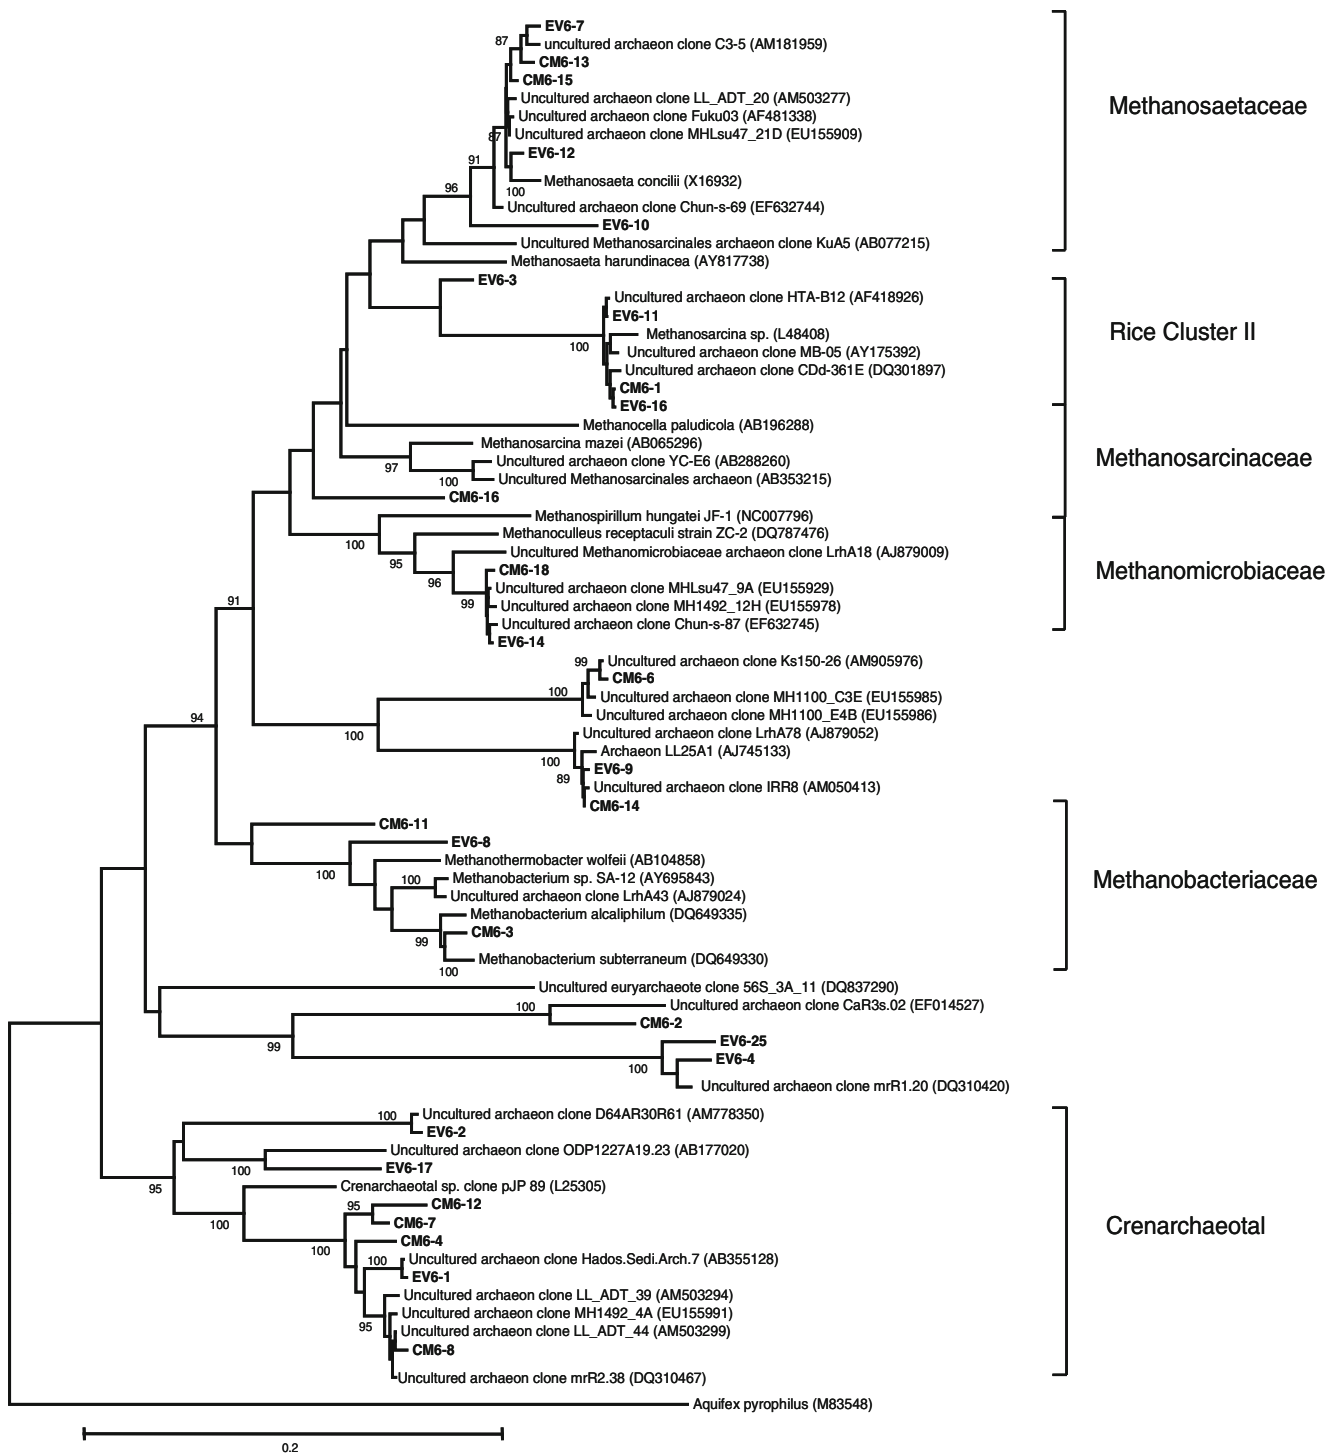 EV6-7
87
uncultured archaeon clone C3-5 (AM181959)
CM6-13
CM6-15
Uncultured archaeon clone LL_ADT_20 (AM503277)
Methanosaetaceae
Uncultured archaeon clone Fuku03 (AF481338)
87
Uncultured archaeon clone MHLsu47_21D (EU155909)
EV6-12
91
Methanosaeta concilii (X16932)
96
100
Uncultured archaeon clone Chun-s-69 (EF632744)
EV6-10
Uncultured Methanosarcinales archaeon clone KuA5 (AB077215)
Methanosaeta harundinacea (AY817738)
EV6-3
Uncultured archaeon clone HTA-B12 (AF418926)
EV6-11
Rice Cluster II
Methanosarcina sp. (L48408)
100
Uncultured archaeon clone MB-05 (AY175392)
Uncultured archaeon clone CDd-361E (DQ301897)
CM6-1
EV6-16
Methanocella paludicola (AB196288)
Methanosarcina mazei (AB065296)
Methanosarcinaceae
97
Uncultured archaeon clone YC-E6 (AB288260)
100
Uncultured Methanosarcinales archaeon (AB353215)
CM6-16
Methanospirillum hungatei JF-1 (NC007796)
100
Methanoculleus receptaculi strain ZC-2 (DQ787476)
95
Uncultured Methanomicrobiaceae archaeon clone LrhA18 (AJ879009)
Methanomicrobiaceae
96
CM6-18
Uncultured archaeon clone MHLsu47_9A (EU155929)
99
Uncultured archaeon clone MH1492_12H (EU155978)
91
Uncultured archaeon clone Chun-s-87 (EF632745)
EV6-14
99
Uncultured archaeon clone Ks150-26 (AM905976)
CM6-6
100
Uncultured archaeon clone MH1100_C3E (EU155985)
94
Uncultured archaeon clone MH1100_E4B (EU155986)
100
Uncultured archaeon clone LrhA78 (AJ879052)
Archaeon LL25A1 (AJ745133)
100
EV6-9
89
Uncultured archaeon clone IRR8 (AM050413)
CM6-14
CM6-11
EV6-8
Methanothermobacter wolfeii (AB104858)
100
100
Methanobacterium sp. SA-12 (AY695843)
Methanobacteriaceae
Uncultured archaeon clone LrhA43 (AJ879024)
Methanobacterium alcaliphilum (DQ649335)
CM6-3
99
Methanobacterium subterraneum (DQ649330)
100
Uncultured euryarchaeote clone 56S_3A_11 (DQ837290)
100
Uncultured archaeon clone CaR3s.02 (EF014527)
CM6-2
99
EV6-25
EV6-4
100
Uncultured archaeon clone mrR1.20 (DQ310420)
100
Uncultured archaeon clone D64AR30R61 (AM778350)
EV6-2
Uncultured archaeon clone ODP1227A19.23 (AB177020)
100
EV6-17
95
Crenarchaeotal sp. clone pJP 89 (L25305)
95
CM6-12
100
CM6-7
Crenarchaeotal
CM6-4
100
100
Uncultured archaeon clone Hados.Sedi.Arch.7 (AB355128)
EV6-1
Uncultured archaeon clone LL_ADT_39 (AM503294)
Uncultured archaeon clone MH1492_4A (EU155991)
95
Uncultured archaeon clone LL_ADT_44 (AM503299)
CM6-8
Uncultured archaeon clone mrR2.38 (DQ310467)
Aquifex pyrophilus (M83548)
0.2